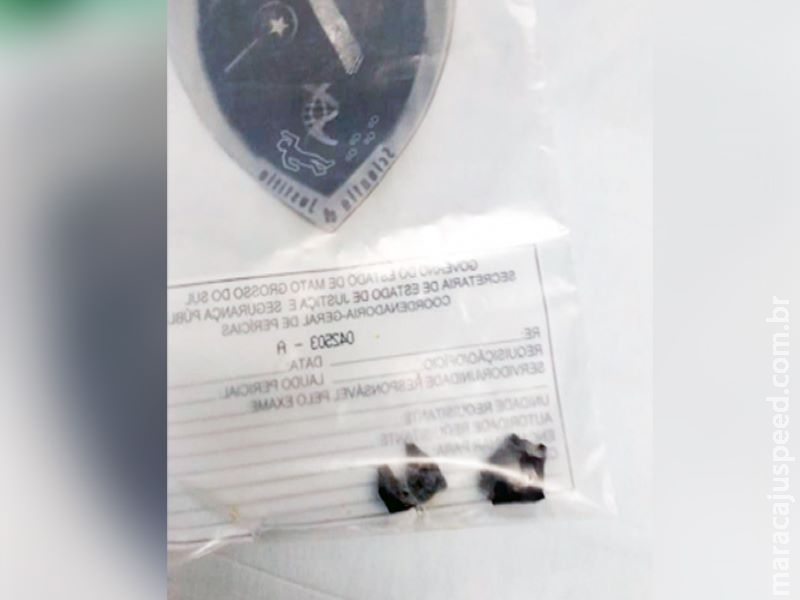 Scientia et Justitia
GOVERNO DO ESTADO DE MATO GROSSO DO SUL
SECRETARIA DE ESTADO DE JUSTIÇA E SEGURANÇA PÚBL
COORDENADORIA-GERAL DE PERÍCIAS
042503 - A
RE:
DATA:
REQUISIÇÃO/OFÍCIO
LAUDO PERICIAL
SERVIDOR/UNIDADE RESPONSÁVEL PELO EXAME
UNIDADE REQUISITANTE
AUTORIDADE REQUISITANTE
PARA
maracajuspeed.com.br